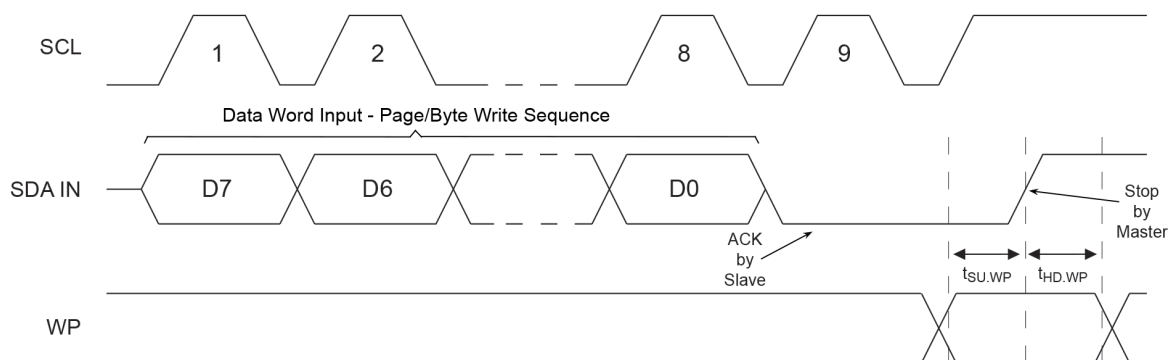 SCL
1
2
8
9
Data Word Input - Page/Byte Write Sequence
SDA IN
D7
D6
D0
Stop
by
Master
ACK
by
Slave
tSU.WP
tHD.WP
WP